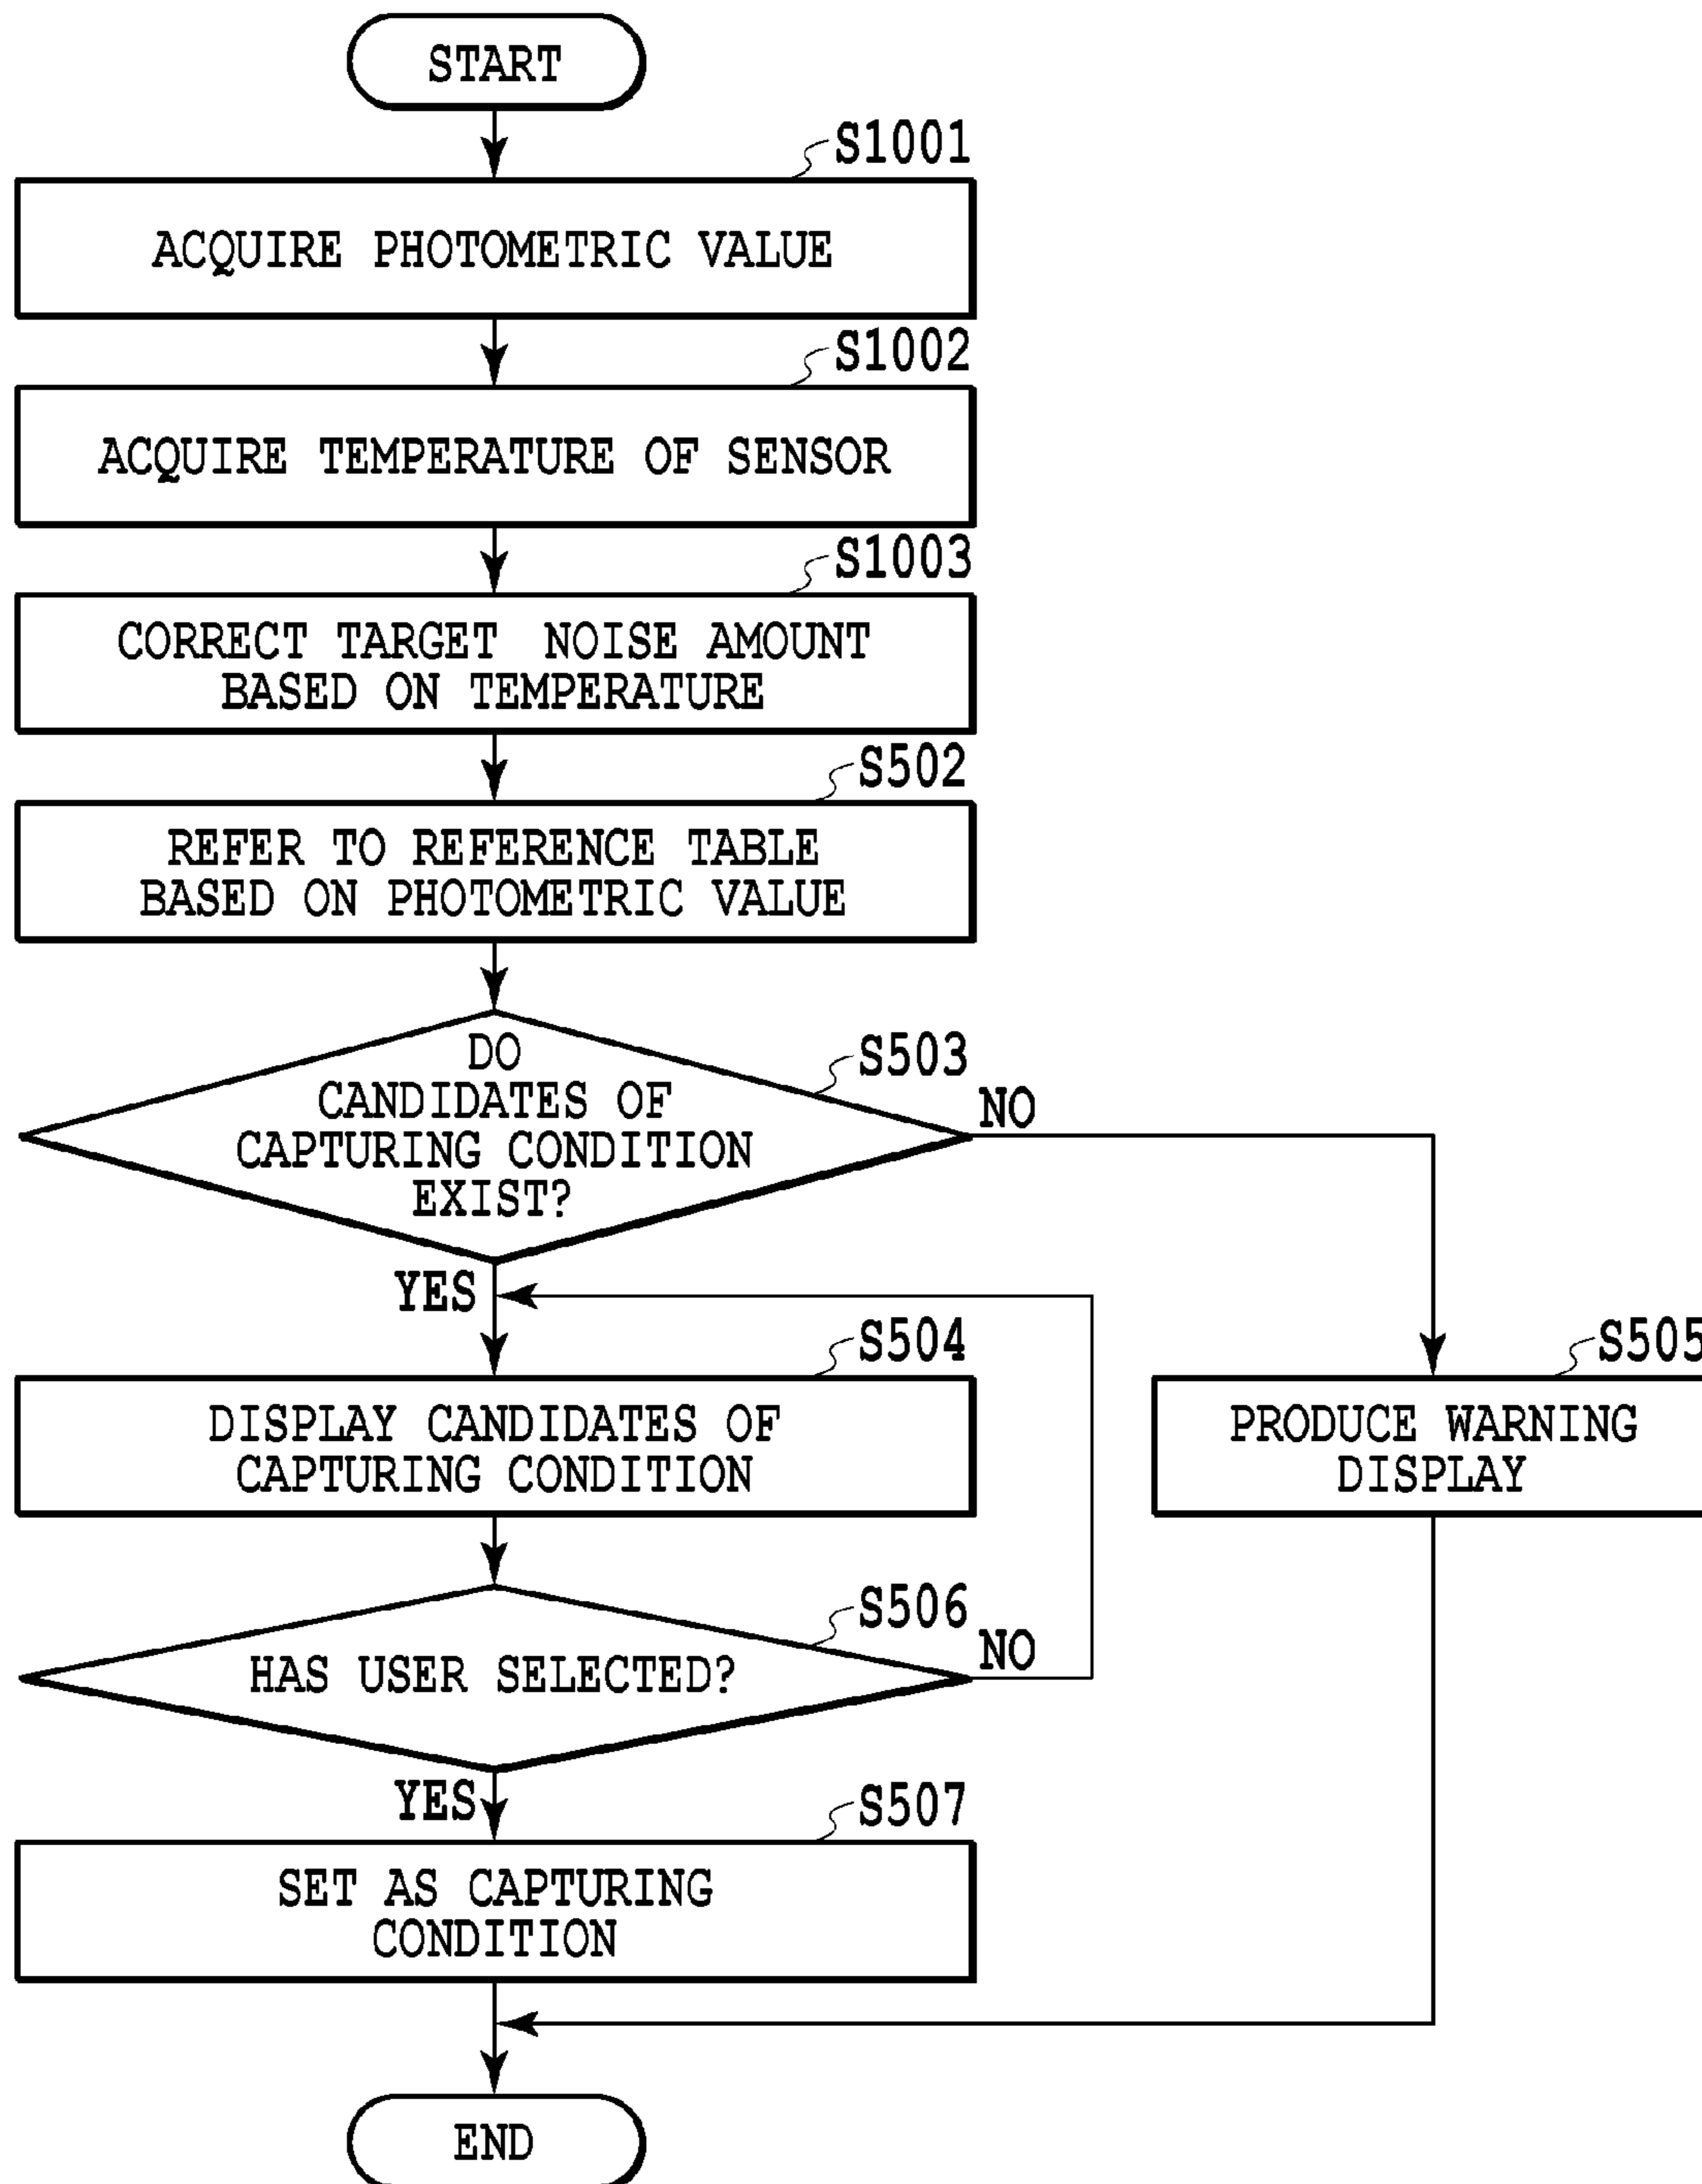 START
S1001
ACQUIRE PHOTOMETRIC VALUE
S1002
ACQUIRE TEMPERATURE OF SENSOR
S1003
CORRECT TARGET NOISE AMOUNT
BASED ON TEMPERATURE
S502
REFER TO REFERENCE TABLE
BASED ON PHOTOMETRIC VALUE
S503
DO
CANDIDATES OF
CAPTURING CONDITION
EXIST?
NO
YES
S504
DISPLAY CANDIDATES OF
CAPTURING CONDITION
S505
PRODUCE WARNING
DISPLAY
S506
HAS USER SELECTED?
NO
YES
S507
SET AS CAPTURING
CONDITION
END